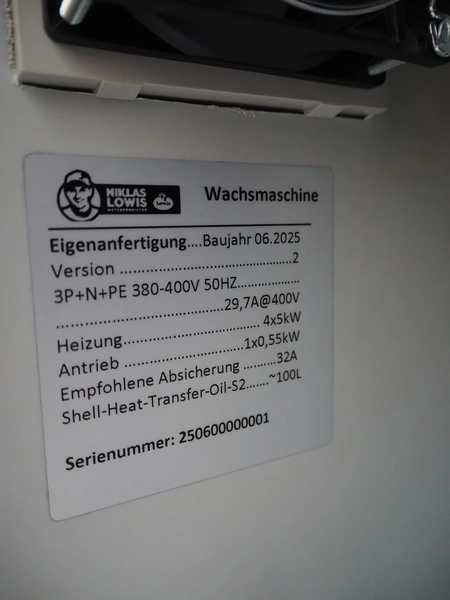 NIKLAS
LOWIS
Wachsmaschine
Eigenanfertigung....Baujahr 06.2025
Version ..........................................2
3P+N+PE 380-400V 50HZ..................
......................................29,7A@400V
Heizung................................. 4x5kW
Antrieb .............................1x0,55kW
Empfohlene Absicherung .........32A
Shell-Heat-Transfer-Oil-S2......~100L
Serienummer: 250600000001